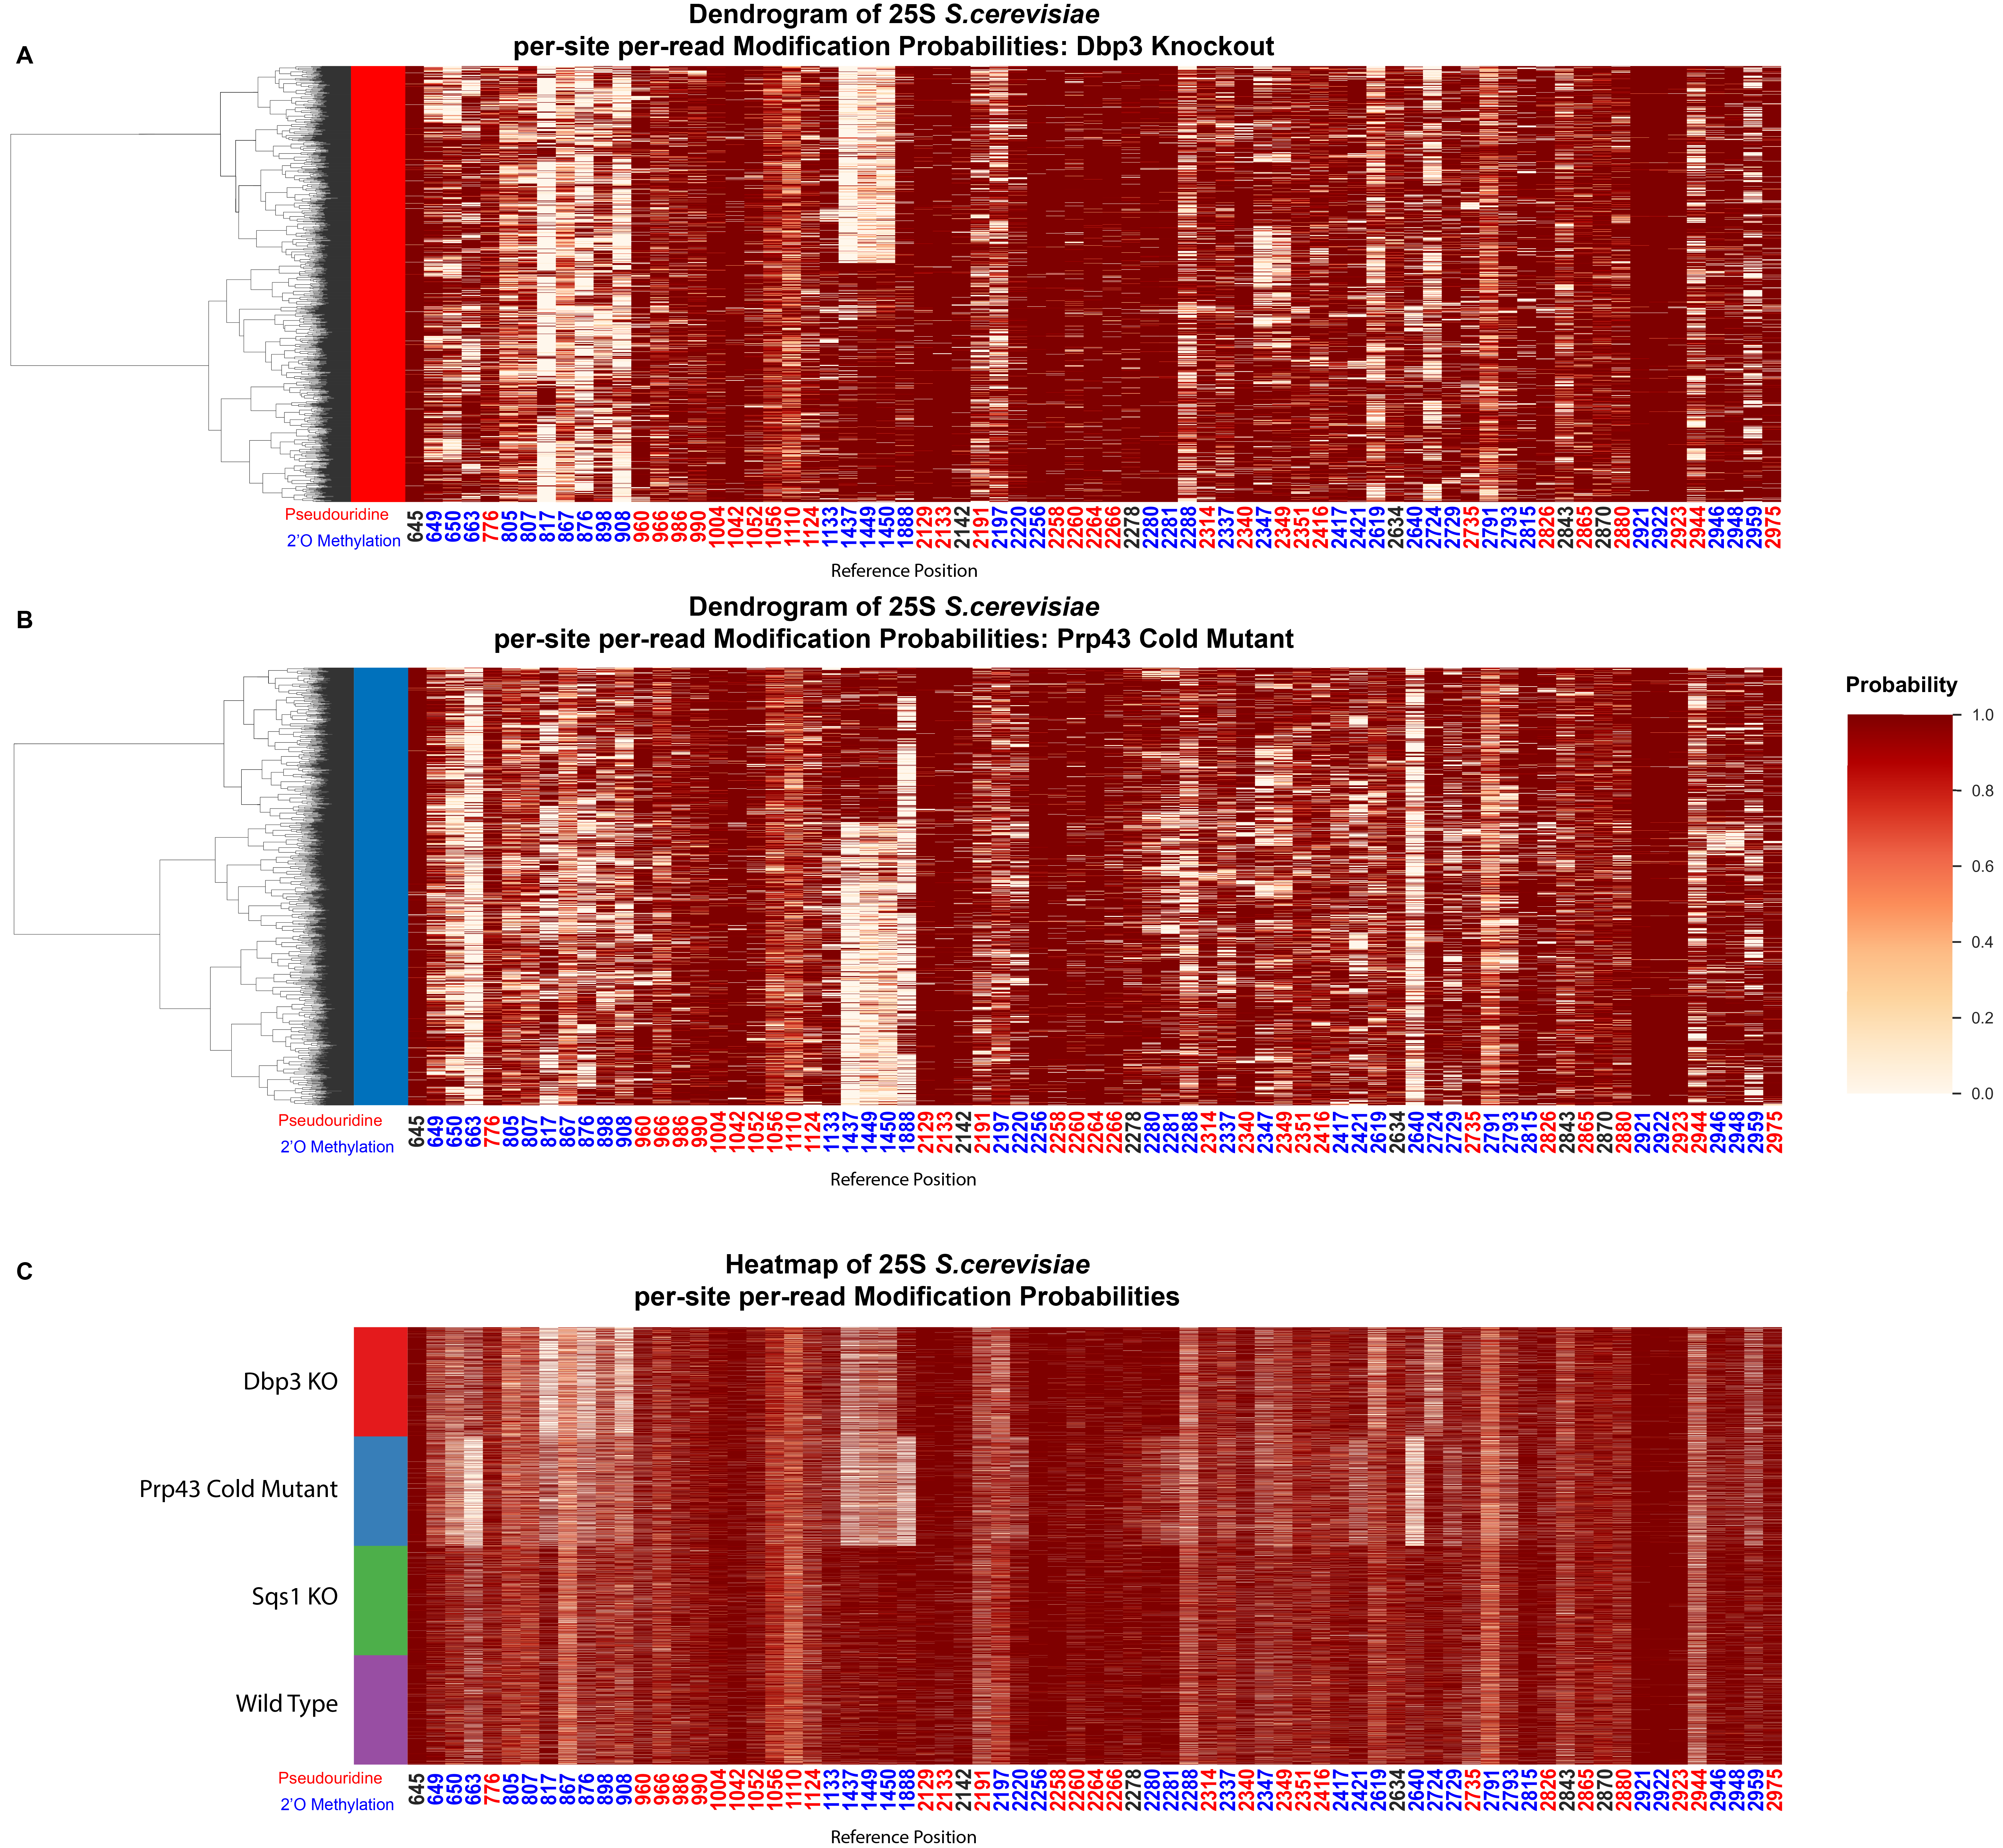 A
Dendrogram of 25S S.cerevisiae
per-site per-read Modification Probabilities: Dbp3 Knockout
Pseudouridine
2'O Methylation
645 649 650 663 776 805 807 817 867 876 898 908 960 966 986 990 1004 1042 1052 1056 1110 1124 1133 1437 1449 1450 1888 2129 2133 2142 2191 2197 2220 2256 2258 2260 2264 2266 2278 2280 2281 2288 2314 2337 2340 2347 2349 2351 2416 2417 2421 2619 2634 2640 2724 2729 2735 2791 2793 2815 2826 2843 2865 2870 2880 2921 2922 2923 2944 2946 2948 2959 2975
Reference Position
B
Dendrogram of 25S S.cerevisiae
per-site per-read Modification Probabilities: Prp43 Cold Mutant
Probability
1.0
0.8
0.6
0.4
0.2
0.0
Pseudouridine
2'O Methylation
645 649 650 663 776 805 807 817 867 876 898 908 960 966 986 990 1004 1042 1052 1056 1110 1124 1133 1437 1449 1450 1888 2129 2133 2142 2191 2197 2220 2256 2258 2260 2264 2266 2278 2280 2281 2288 2314 2337 2340 2347 2349 2351 2416 2417 2421 2619 2634 2640 2724 2729 2735 2791 2793 2815 2826 2843 2865 2870 2880 2921 2922 2923 2944 2946 2948 2959 2975
Reference Position
C
Heatmap of 25S S.cerevisiae
per-site per-read Modification Probabilities
Dbp3 KO
Prp43 Cold Mutant
Sqs1 KO
Wild Type
Pseudouridine
2'O Methylation
645 649 650 663 776 805 807 817 867 876 898 908 960 966 986 990 1004 1042 1052 1056 1110 1124 1133 1437 1449 1450 1888 2129 2133 2142 2191 2197 2220 2256 2258 2260 2264 2266 2278 2280 2281 2288 2314 2337 2340 2347 2349 2351 2416 2417 2421 2619 2634 2640 2724 2729 2735 2791 2793 2815 2826 2843 2865 2870 2880 2921 2922 2923 2944 2946 2948 2959 2975
Reference Position